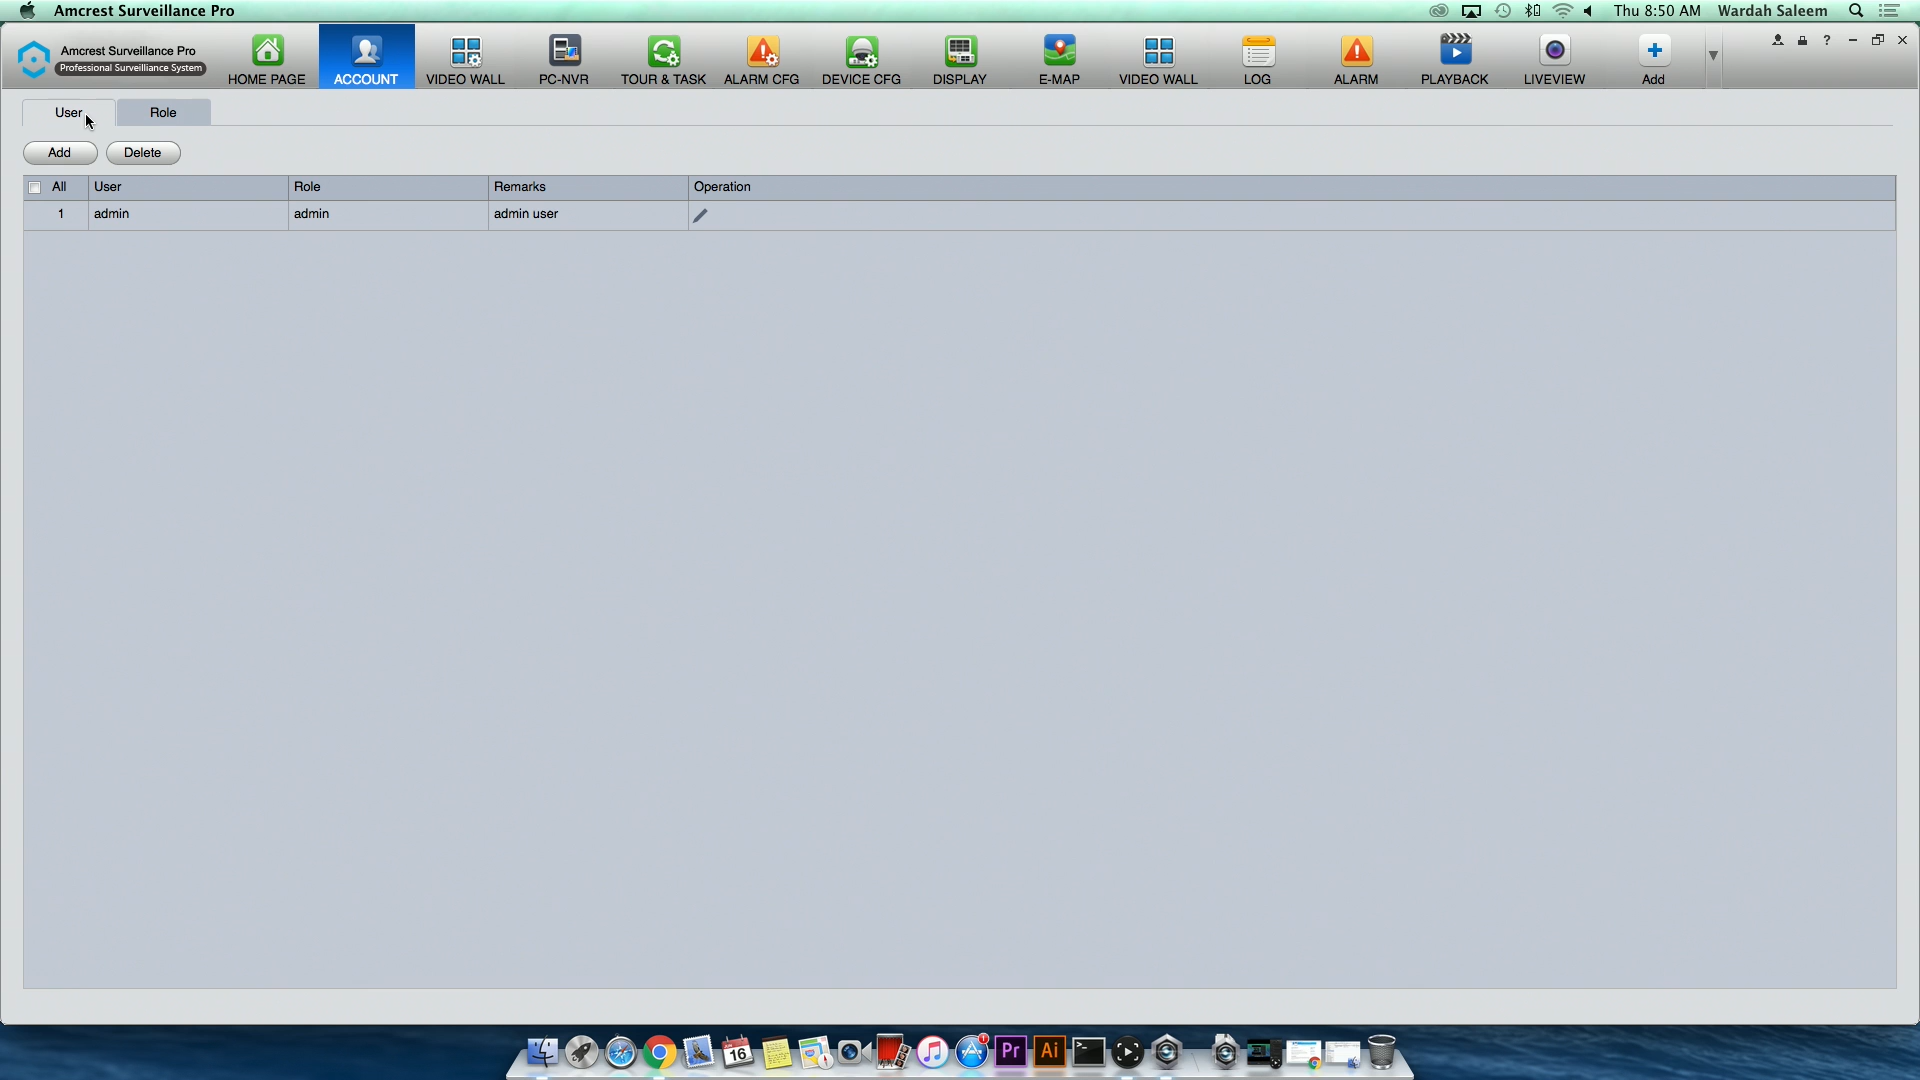 Amcrest Surveillance Pro
Thu 8:50 AM Wardah Saleem
Amcrest Surveillance Pro
Professional Surveillance System
HOME PAGE ACCOUNT VIDEO WALL PC-NVR TOUR & TASK ALARM CFG DEVICE CFG DISPLAY E-MAP VIDEO WALL LOG ALARM PLAYBACK LIVEVIEW Add
User Role
Add Delete
All User Role Remarks Operation
1 admin admin admin user
16 1 Pr Ai